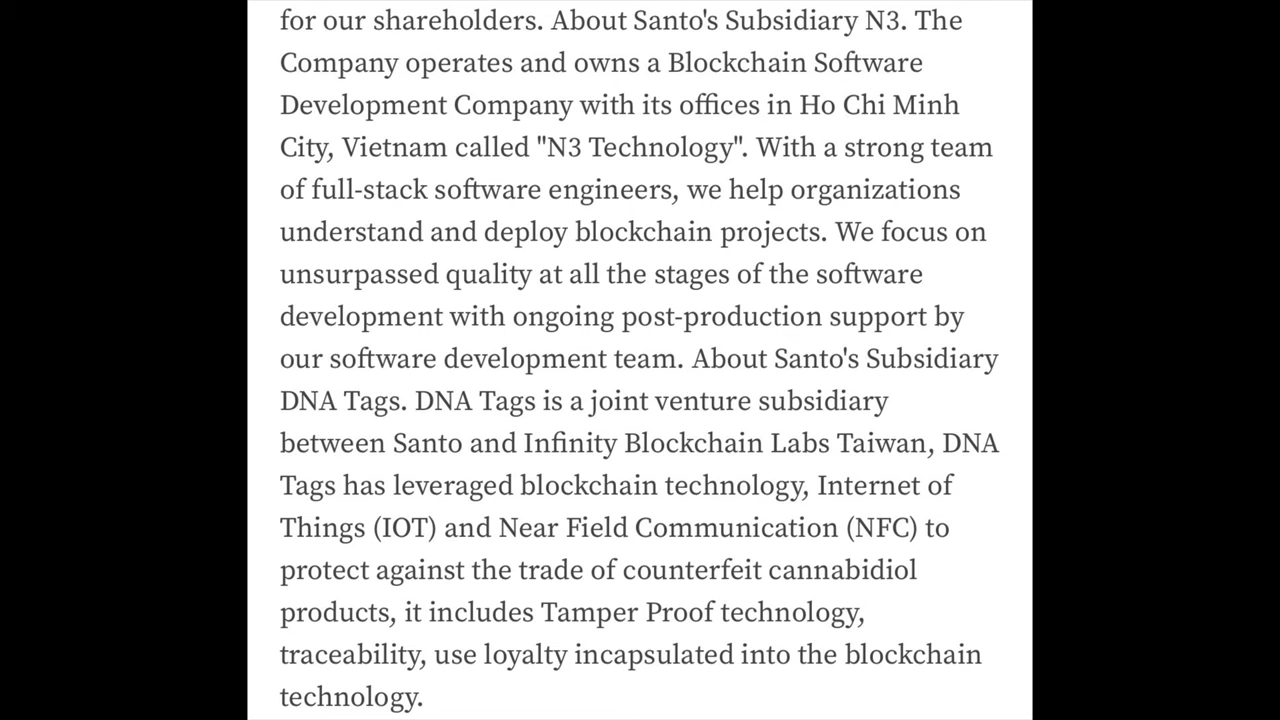 for our shareholders. About Santo's Subsidiary N3. The
Company operates and owns a Blockchain Software
Development Company with its offices in Ho Chi Minh
City, Vietnam called "N3 Technology". With a strong team
of full-stack software engineers, we help organizations
understand and deploy blockchain projects. We focus on
unsurpassed quality at all the stages of the software
development with ongoing post-production support by
our software development team. About Santo's Subsidiary
DNA Tags. DNA Tags is a joint venture subsidiary
between Santo and Infinity Blockchain Labs Taiwan, DNA
Tags has leveraged blockchain technology, Internet of
Things (IOT) and Near Field Communication (NFC) to
protect against the trade of counterfeit cannabidiol
products, it includes Tamper Proof technology,
traceability, use loyalty incapsulated into the blockchain
technology.